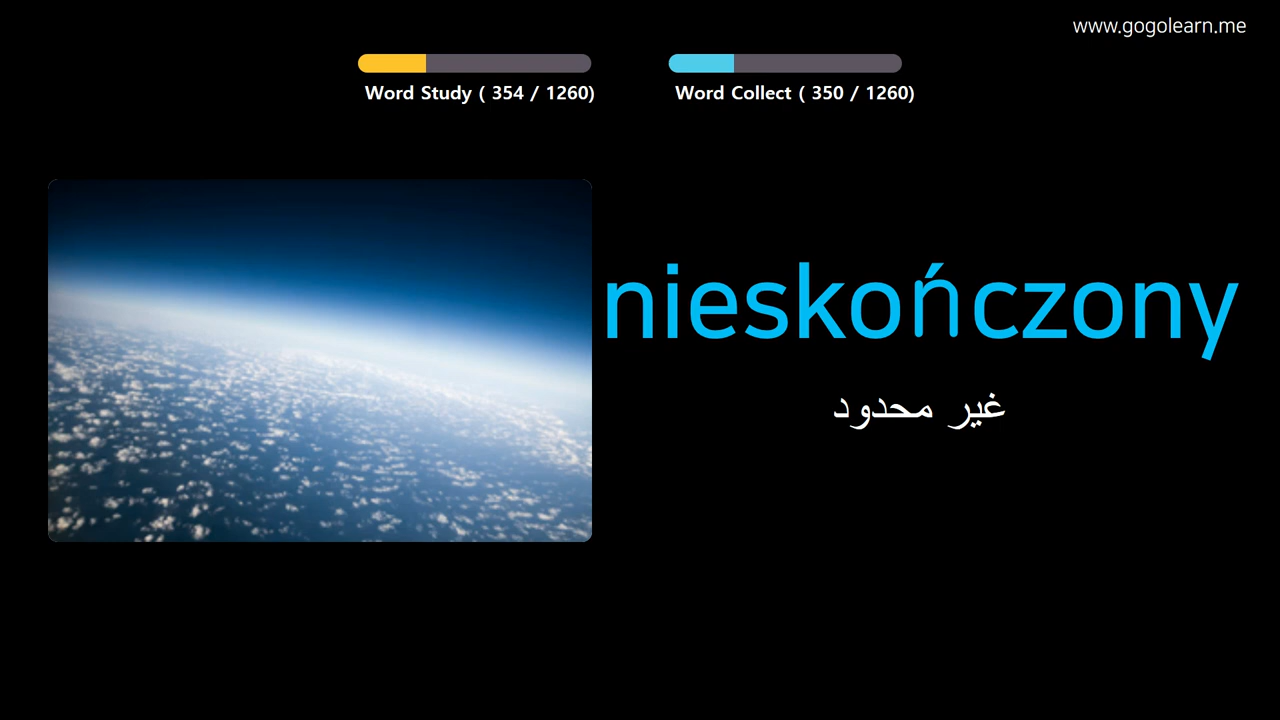 www.gogolearn.me
Word Study ( 354 / 1260)
Word Collect ( 350 / 1260)
nieskończony
غير محدود